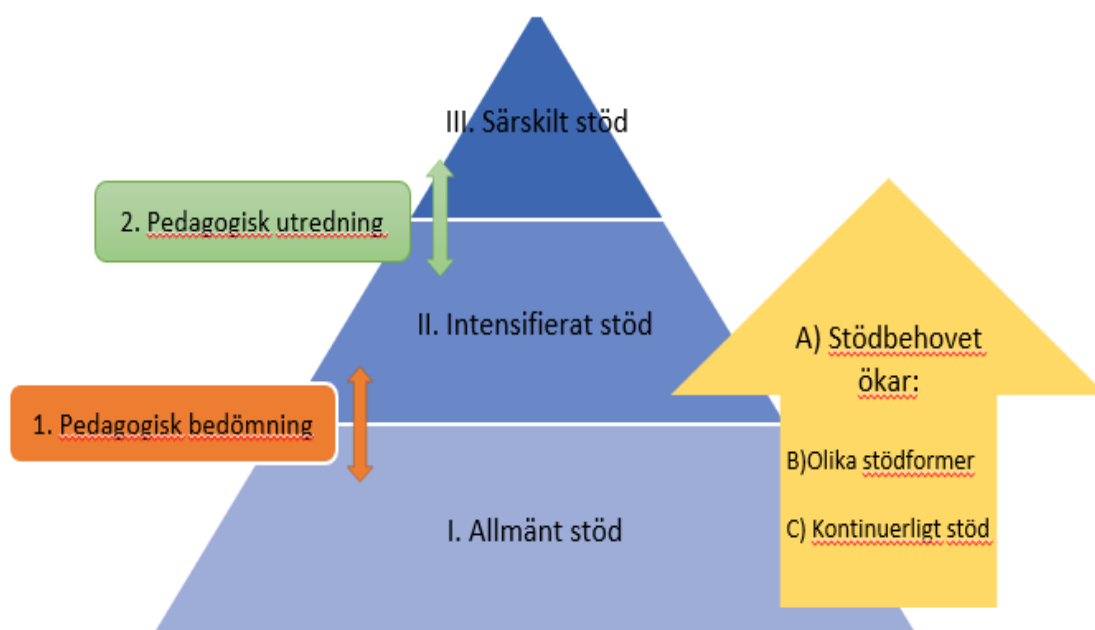 III. Särskilt stöd
2. Pedagogisk utredning
II. Intensifierat stöd
1. Pedagogisk bedömning
I. Allmänt stöd
A) Stödbehovet
ökar:
B)Olika stödformer
C) Kontinuerligt stöd